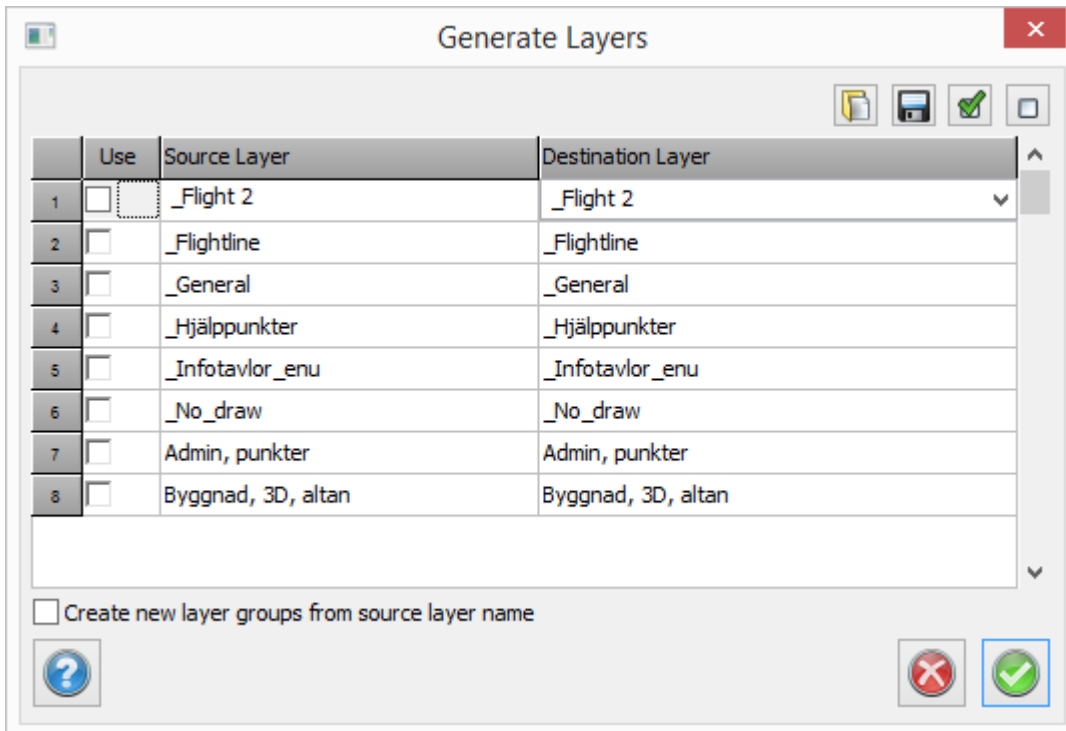 Generate Layers
Use Source Layer Destination Layer
1 _Flight 2 _Flight 2
2 _Flightline _Flightline
3 _General _General
4 _Hjälppunkter _Hjälppunkter
5 _Infotavlor_enu _Infotavlor_enu
6 _No_draw _No_draw
7 Admin, punkter Admin, punkter
8 Byggnad, 3D, altan Byggnad, 3D, altan
Create new layer groups from source layer name